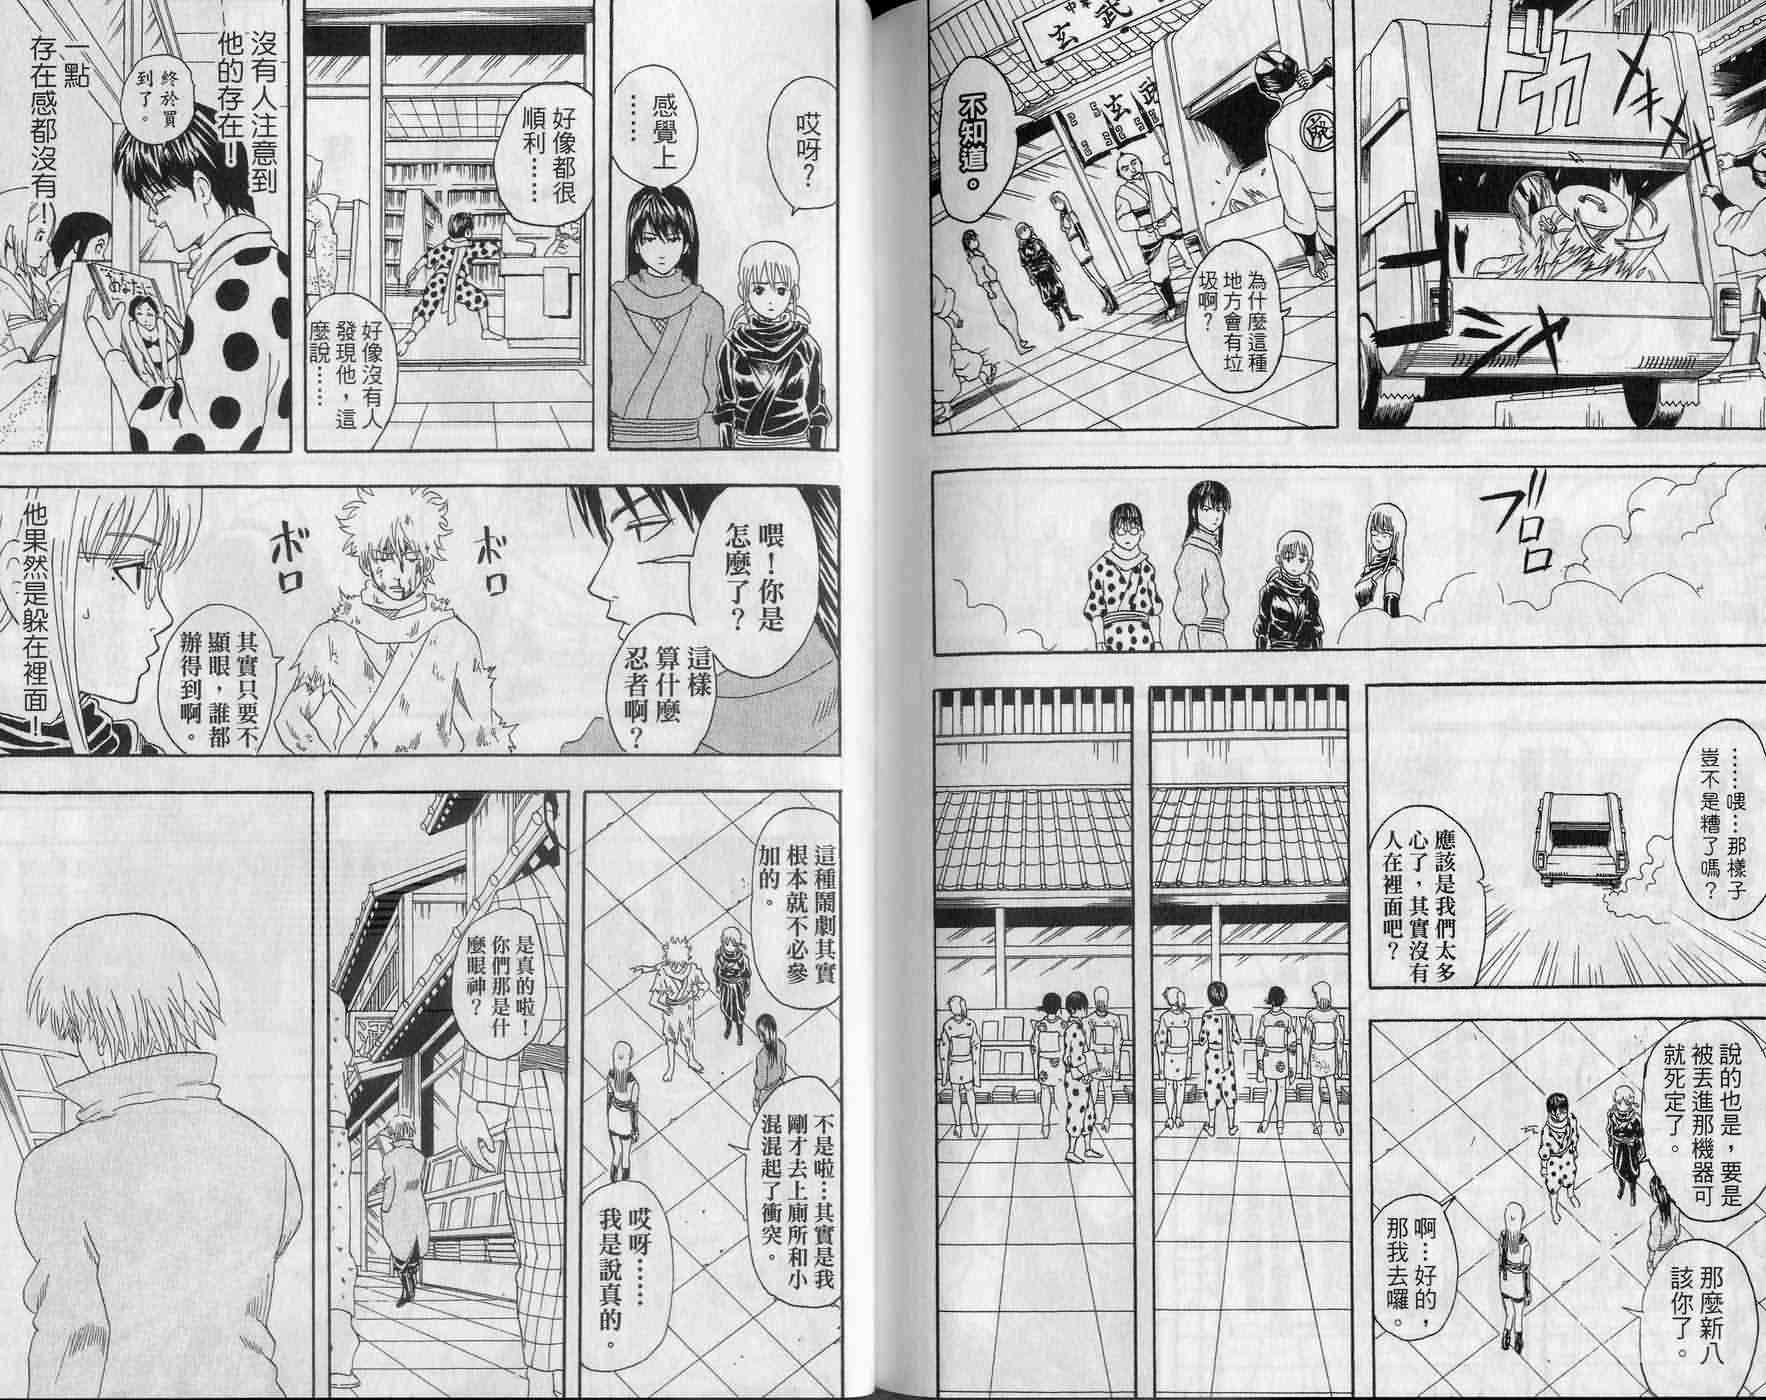 ドカ
ガシャン
中華
玄武
玄武
為什麼這種
地方會有垃
圾啊?
不知道。
ブロロ
……喂……那樣子
豈不是糟了嗎?
應該是我們太多
心了,其實沒有
人在裡面吧?
說的也是,要是
被丟進那機器可
就死定了。
那麼新八
該你了。
啊…好的,
那我去囉。
哎呀?
感覺上
……
好像都很
順利……
好像沒有人
發現他,這
麼說……
沒有人注意到
他的存在!
終於買
到了。
あなたに
一點
存在感都沒有!
喂!你是
怎麼了?
這樣
算什麼
忍者啊?
ボロ
ボロ
其實只要不
顯眼,誰都
辦得到啊。
他果然是躲在裡面!
這種鬧劇其實
根本就不必參
加的。
不是啦…其實是我
剛才去上廁所和小
混混起了衝突。
哎呀……
我是說真的。
是真的啦!
你們那是什
麼眼神?